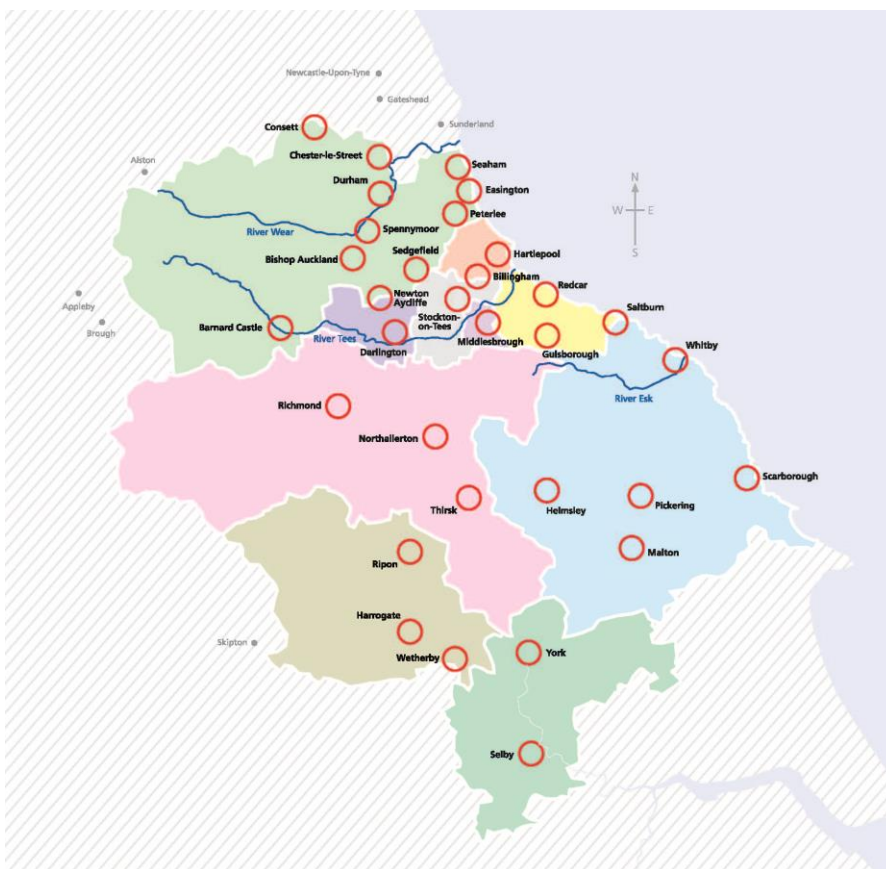 Newcastle-Upon-Tyne
Gateshead
Consett
Sunderland
Chester-le-Street
Alston
Seaham
Durham
Easington
N
W
E
S
Peterlee
River Wear
Spennymoor
Sedgefield
Hartlepool
Bishop Auckland
Billingham
Redcar
Appleby
Newton
Aycliffe
Saltburn
Stockton-
on-Tees
Brough
Barnard Castle
River Tees
Middlesbrough
Darlington
Guisborough
Whitby
River Esk
Richmond
Northallerton
Scarborough
Thirsk
Helmsley
Pickering
Malton
Ripon
Harrogate
Skipton
Wetherby
York
Selby